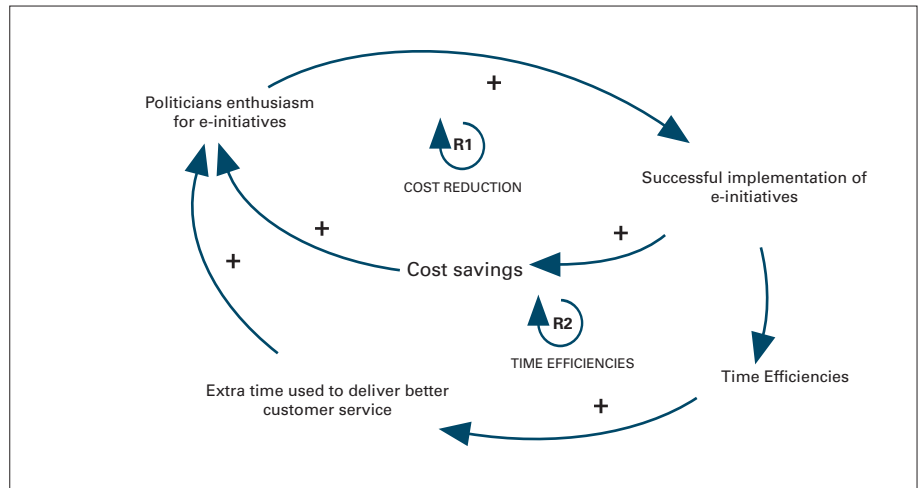 +
Politicians enthusiasm
for e-initiatives
R1
COST REDUCTION
Successful implementation of
e-initiatives
+
+
+
Cost savings
R2
TIME EFFICIENCIES
Time Efficiencies
Extra time used to deliver better
customer service
+